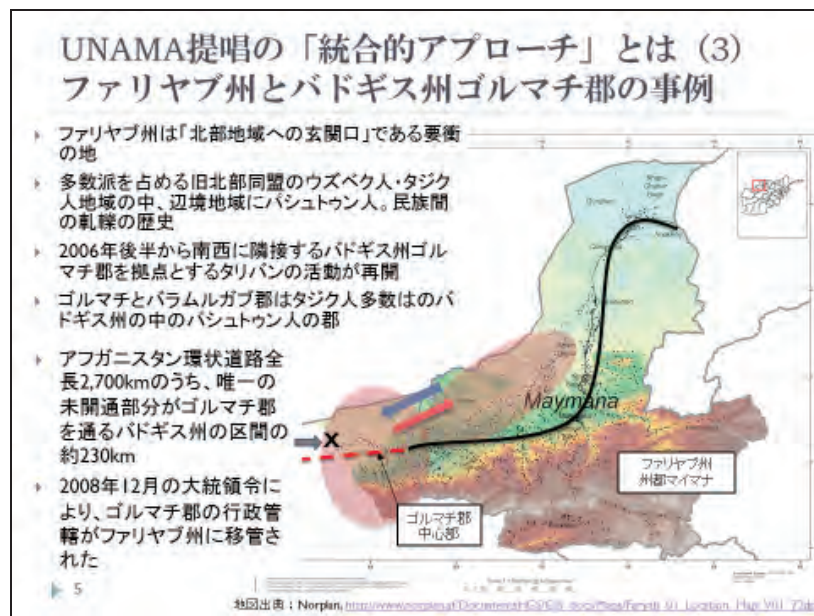 UNAMA提唱の「統合的アプローチ」とは（3）
ファリヤブ州とバドギス州ゴルマチ郡の事例
ファリヤブ州は「北部地域への玄関口」である要衝
の地
多数派を占める旧北部同盟のウズベク人・タジク
人地域の中、辺境地域にパシュトゥン人。民族間
の軋轢の歴史
2006年後半から南西に隣接するバドギス州ゴル
マチ郡を拠点とするタリバンの活動が再開
ゴルマチとバラムルガブ郡はタジク人多数はのバ
ドギス州の中のパシュトゥン人の郡
アフガニスタン環状道路全
長2,700kmのうち、唯一の
未開通部分がゴルマチ郡
を通るバドギス州の区間の
約230km
2008年12月の大統領令に
より、ゴルマチ郡の行政管
轄がファリヤブ州に移管さ
れた
Maymana
X
ファリヤブ州
州都マイマナ
ゴルマチ郡
中心部
5
地図出典：Norplan,